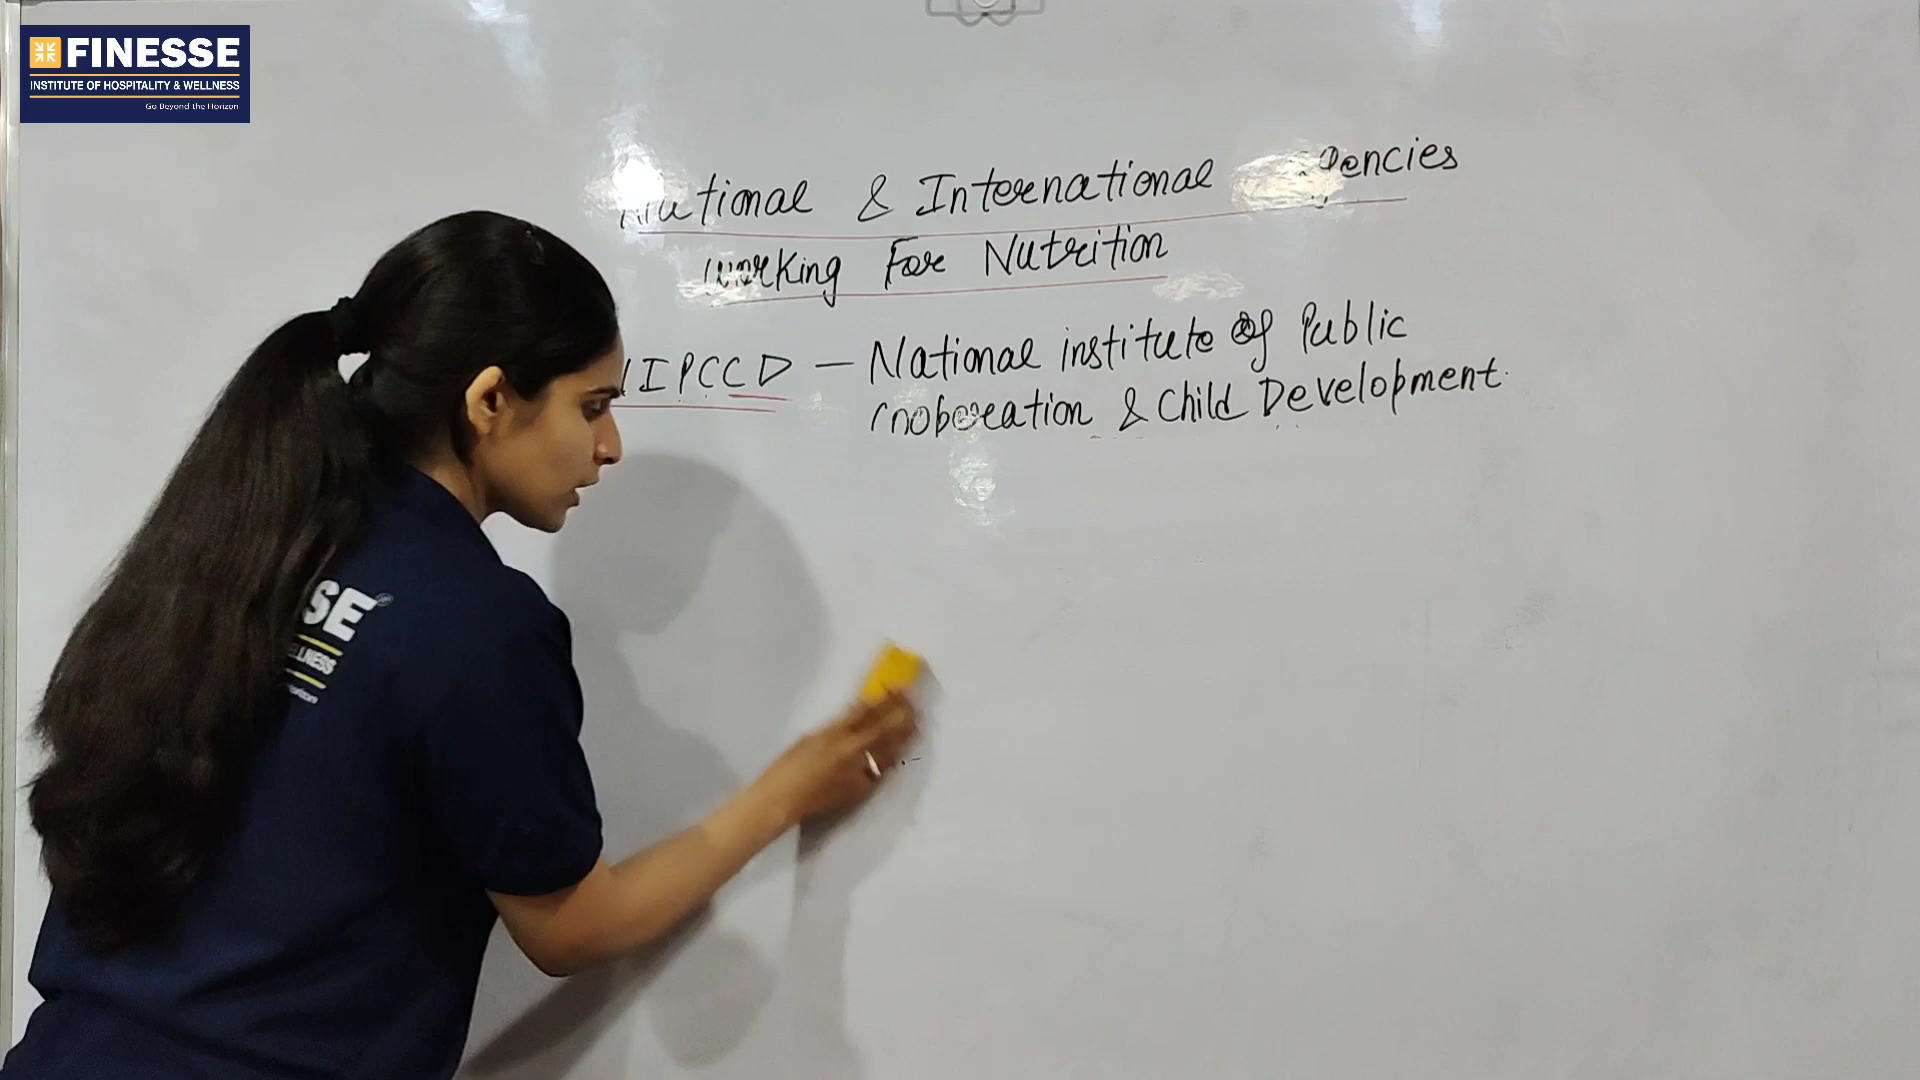 FINESSE
INSTITUTE OF HOSPITALITY & WELLNESS
Go Beyond the Horizon
National & International Agencies
Working For Nutrition
NIPCCD — National institute of Public
Cooperation & Child Development.
SE